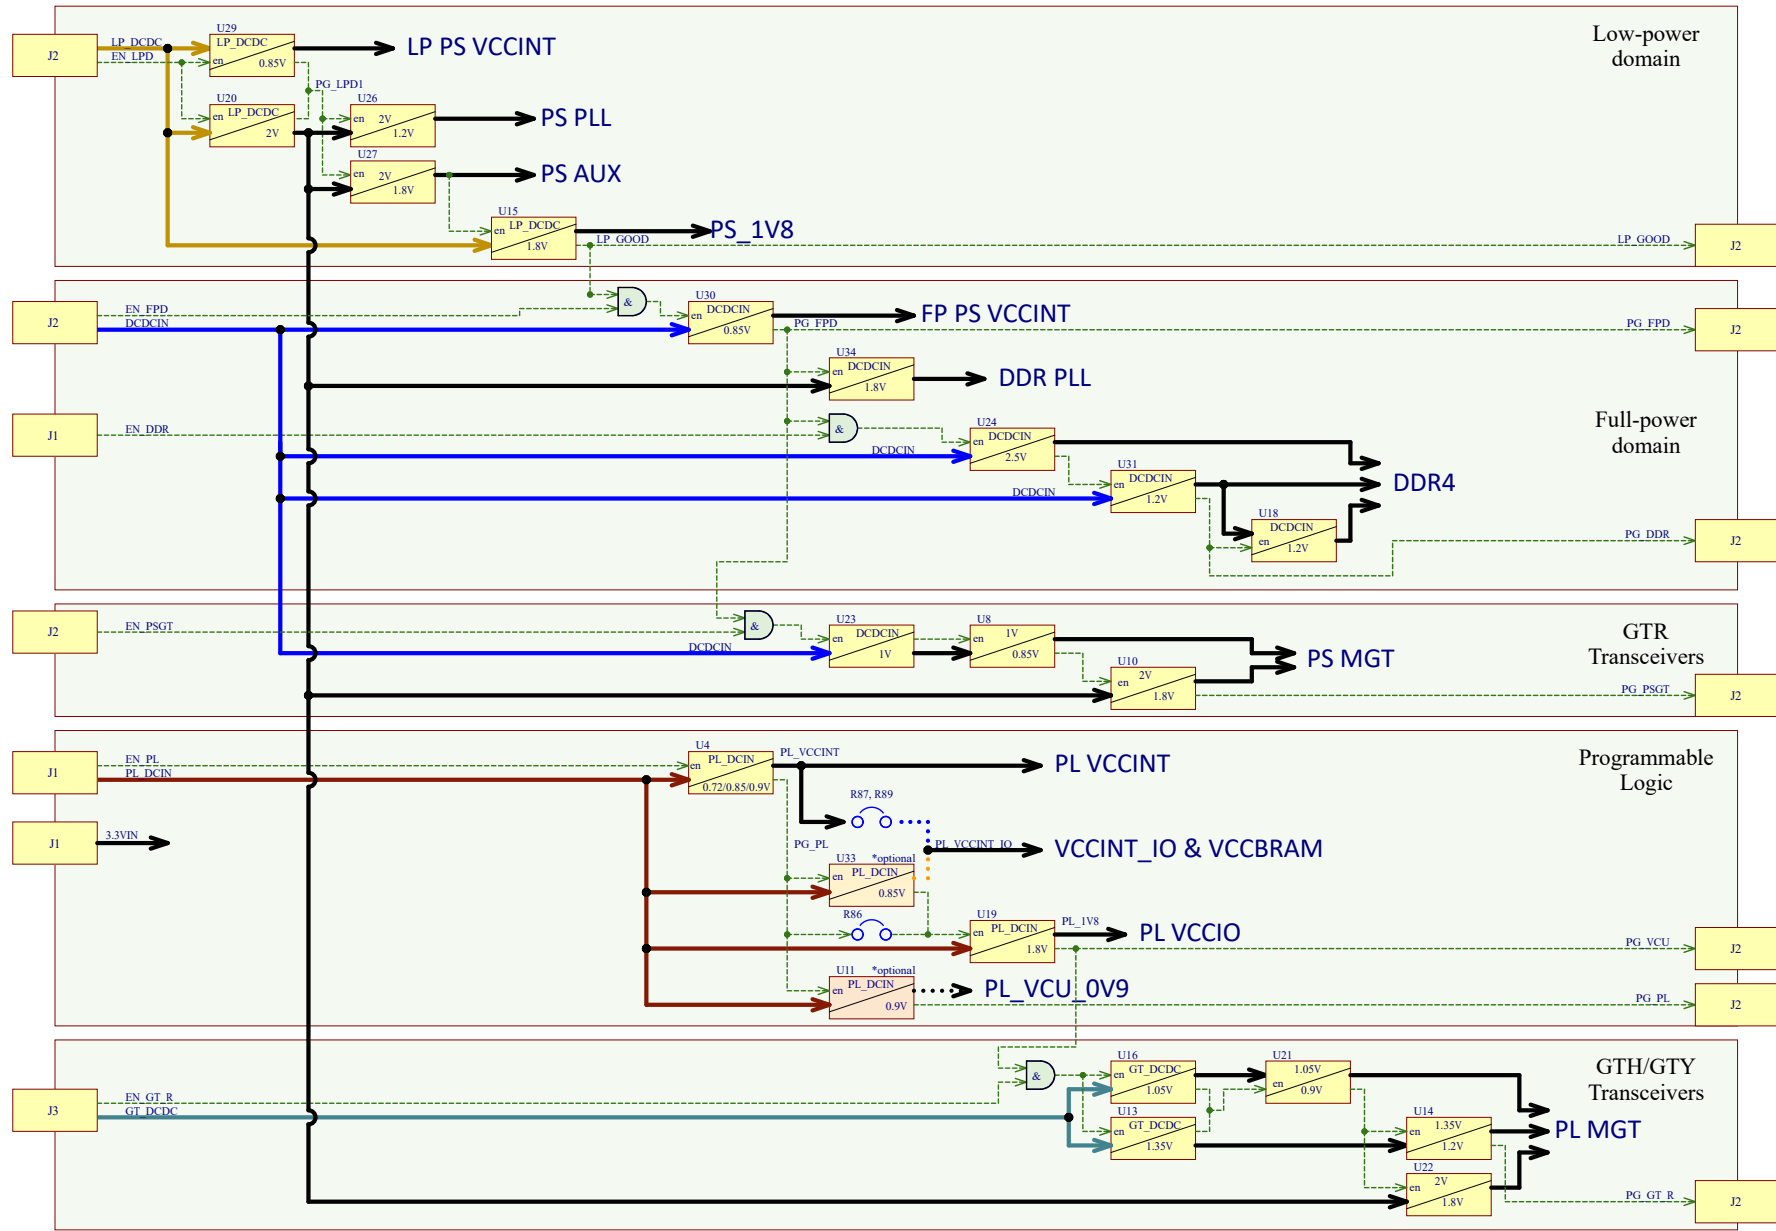 Low-power
domain
J2
LP_DCDC
EN_LPD
U29
LP_DCDC
en
0.85V
LP PS VCCINT
PG_LPD1
U20
en
LP_DCDC
2V
U26
en
2V
1.2V
PS PLL
U27
en
2V
1.8V
PS AUX
U15
en
LP_DCDC
1.8V
PS_1V8
LP_GOOD
LP_GOOD
J2
Full-power
domain
J2
EN_FPD
DCDCIN
&
U30
en
DCDCIN
0.85V
FP PS VCCINT
PG_FPD
PG_FPD
J2
U34
en
DCDCIN
1.8V
DDR PLL
J1
EN_DDR
&
DCDCIN
U24
en
DCDCIN
2.5V
DCDCIN
U31
en
DCDCIN
1.2V
DDR4
U18
DCDCIN
en
1.2V
PG_DDR
J2
GTR
Transceivers
J2
EN_PSGT
&
DCDCIN
U23
en
DCDCIN
1V
U8
en
1V
0.85V
U10
en
2V
1.8V
PS MGT
PG_PSGT
J2
Programmable
Logic
J1
EN_PL
PL_DCIN
U4
en
PL_DCIN
0.72/0.85/0.9V
PL_VCCINT
PL VCCINT
J1
3.3VIN
R87, R89
PG_PL
PL_VCCINT_IO
VCCINT_IO & VCCBRAM
U33 *optional
en
PL_DCIN
0.85V
R86
U19
en
PL_DCIN
1.8V
PL_1V8
PL VCCIO
PG_VCU
J2
U11 *optional
en
PL_DCIN
0.9V
PL_VCU_0V9
PG_PL
J2
GTH/GTY
Transceivers
J3
EN_GT_R
GT_DCDC
&
U16
en
GT_DCDC
1.05V
U21
1.05V
en
0.9V
U13
en
GT_DCDC
1.35V
U14
en
1.35V
1.2V
PL MGT
U22
en
2V
1.8V
PG_GT_R
J2